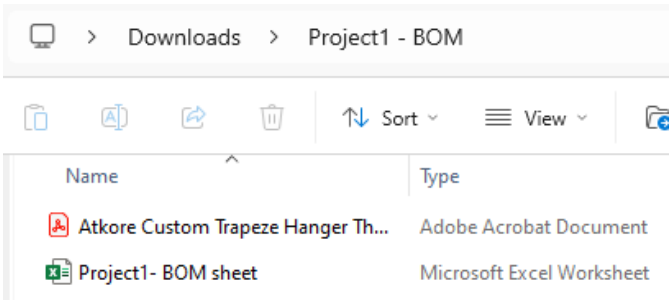 > Downloads > Project1 - BOM
Sort View
Name Type
Atkore Custom Trapeze Hanger Th... Adobe Acrobat Document
Project1- BOM sheet Microsoft Excel Worksheet